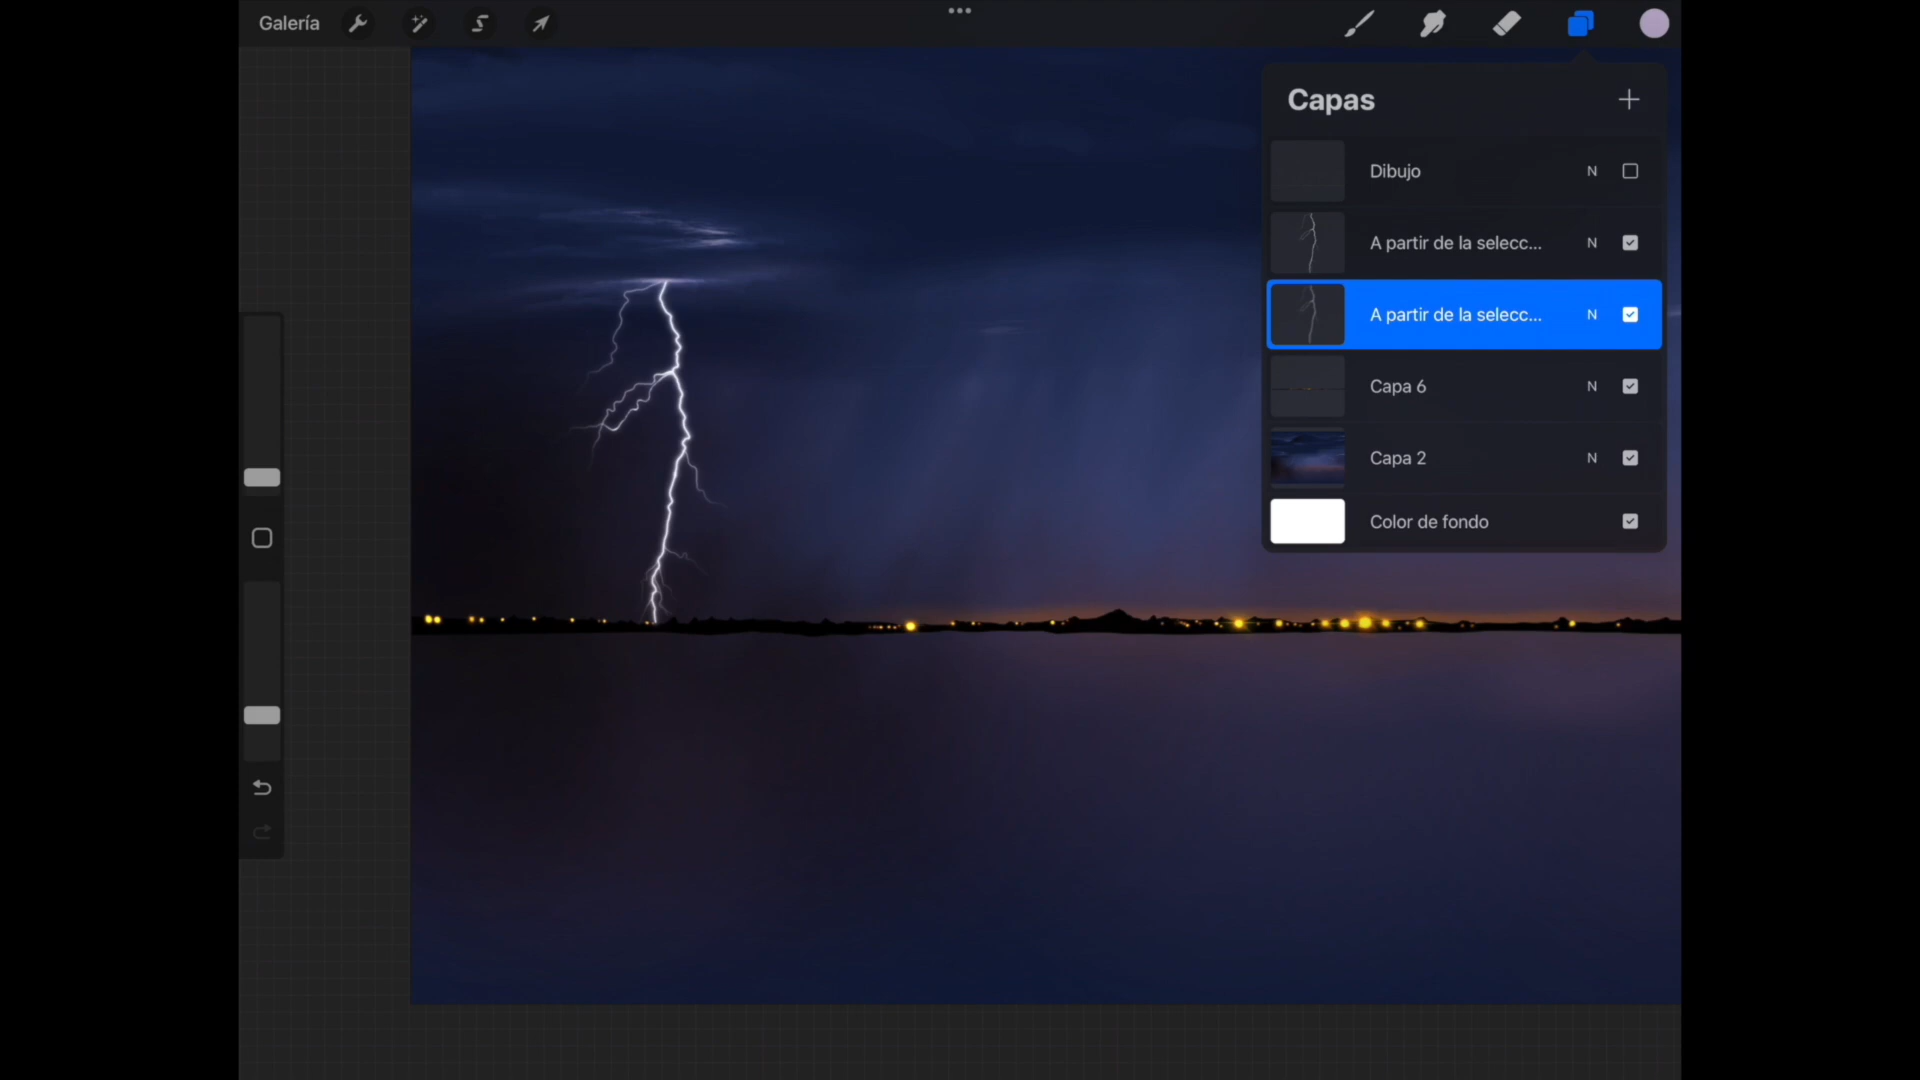 Galería
Capas
Dibujo N
A partir de la selecc... N
A partir de la selecc... N
Capa 6 N
Capa 2 N
Color de fondo